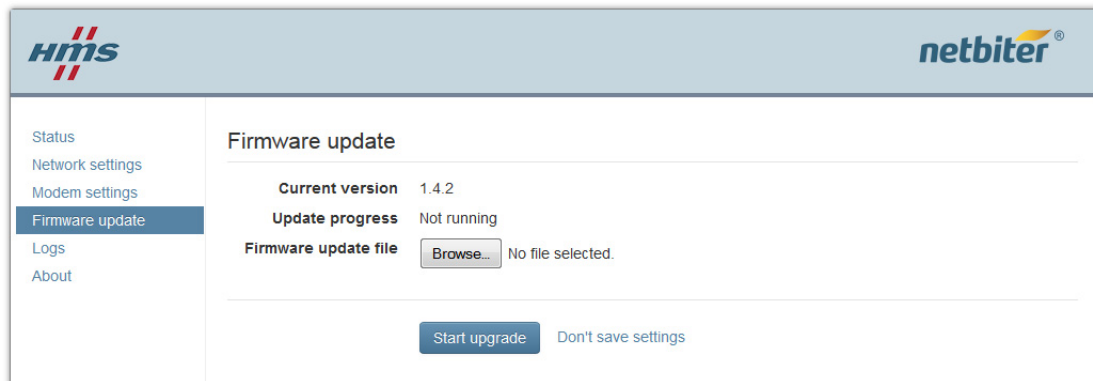 HMS
netbiter®
Status
Network settings
Modem settings
Firmware update
Logs
About
Firmware update
Current version 1.4.2
Update progress Not running
Firmware update file Browse... No file selected.
Start upgrade Don't save settings